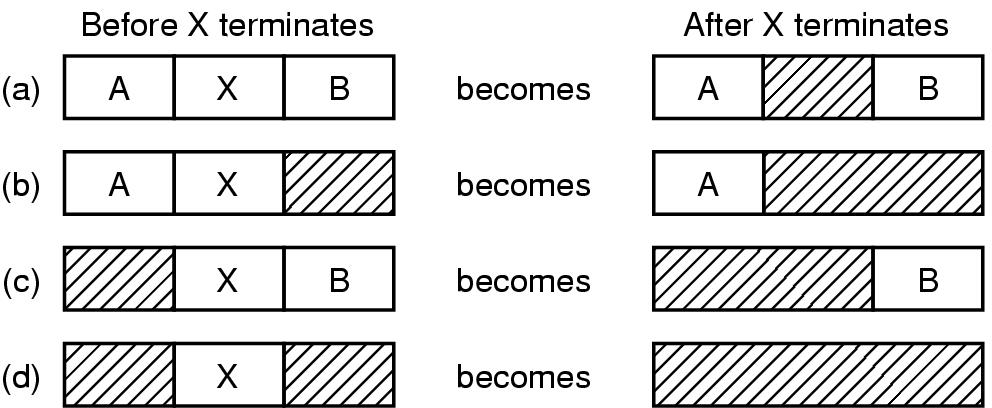 Before X terminates After X terminates
(a) A X B becomes A B
(b) A X becomes A
(c) X B becomes B
(d) X becomes